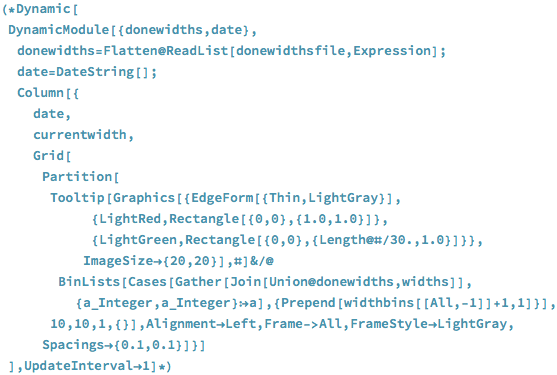 (*Dynamic[
DynamicModule[{donewidths,date},
donewidths=Flatten@ReadList[donewidthsfile,Expression];
date=DateString[];
Column[{
date,
currentwidth,
Grid[
Partition[
Tooltip[Graphics[{EdgeForm[{Thin,LightGray}],
{LightRed,Rectangle[{0,0},{1.0,1.0}]},
{LightGreen,Rectangle[{0,0},{Length@#/30.,1.0}]}},
ImageSize→{20,20}],#]&/@
BinLists[Cases[Gather[Join[Union@donewidths,widths]],
{a_Integer,a_Integer}:→a],{Prepend[widthbins[[All,-1]]+1,1]}],
10,10,1,{}],Alignment→Left,Frame->All,FrameStyle→LightGray,
Spacings→{0.1,0.1}]}]
],UpdateInterval→1]*)